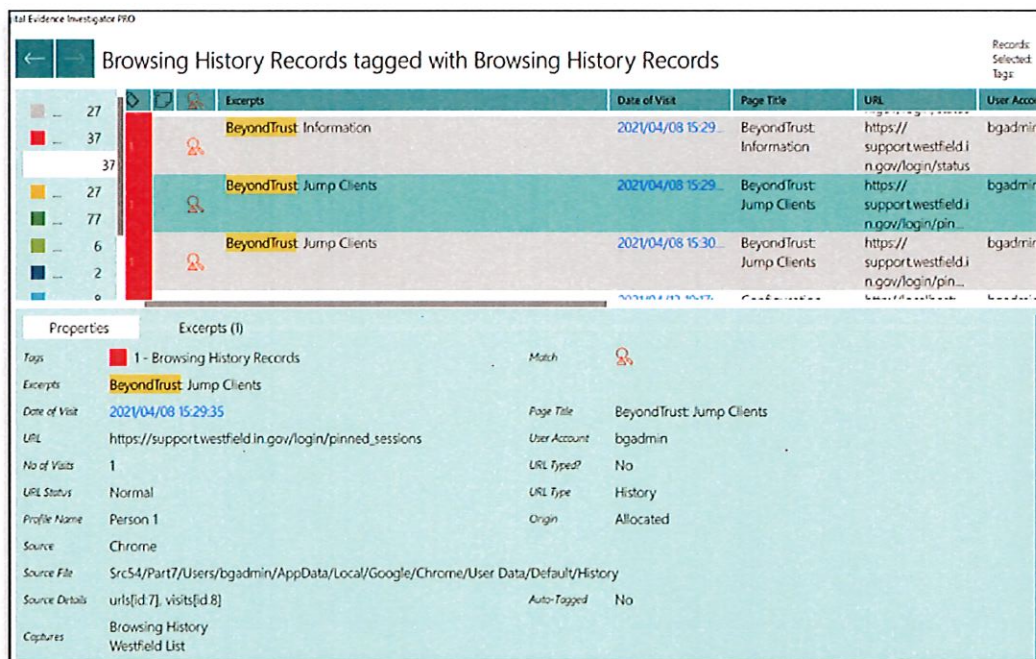 ital Evidence Investigator PRO
Browsing History Records tagged with Browsing History Records
Records:
Selected:
Tags:
Excerpts Date of Visit Page Title URL User Accou
... 27
... 37
37
... 27
... 77
... 6
... 2
BeyondTrust Information 2021/04/08 15:29... BeyondTrust: Information https://support.westfield.in.gov/login/status bgadmin
BeyondTrust Jump Clients 2021/04/08 15:29... BeyondTrust: Jump Clients https://support.westfield.in.gov/login/pin... bgadmin
BeyondTrust Jump Clients 2021/04/08 15:30... BeyondTrust: Jump Clients https://support.westfield.in.gov/login/pin... bgadmin
Properties Excerpts (1)
Tags 1 - Browsing History Records Match
Excerpts BeyondTrust Jump Clients
Date of Visit 2021/04/08 15:29:35 Page Title BeyondTrust: Jump Clients
URL https://support.westfield.in.gov/login/pinned_sessions User Account bgadmin
No of Visits 1 URL Typed? No
URL Status Normal URL Type History
Profile Name Person 1 Origin Allocated
Source Chrome
Source File Src54/Part7/Users/bgadmin/AppData/Local/Google/Chrome/User Data/Default/History
Source Details urls[id:7], visits[id:8] Auto-Tagged No
Captures Browsing History
Westfield List